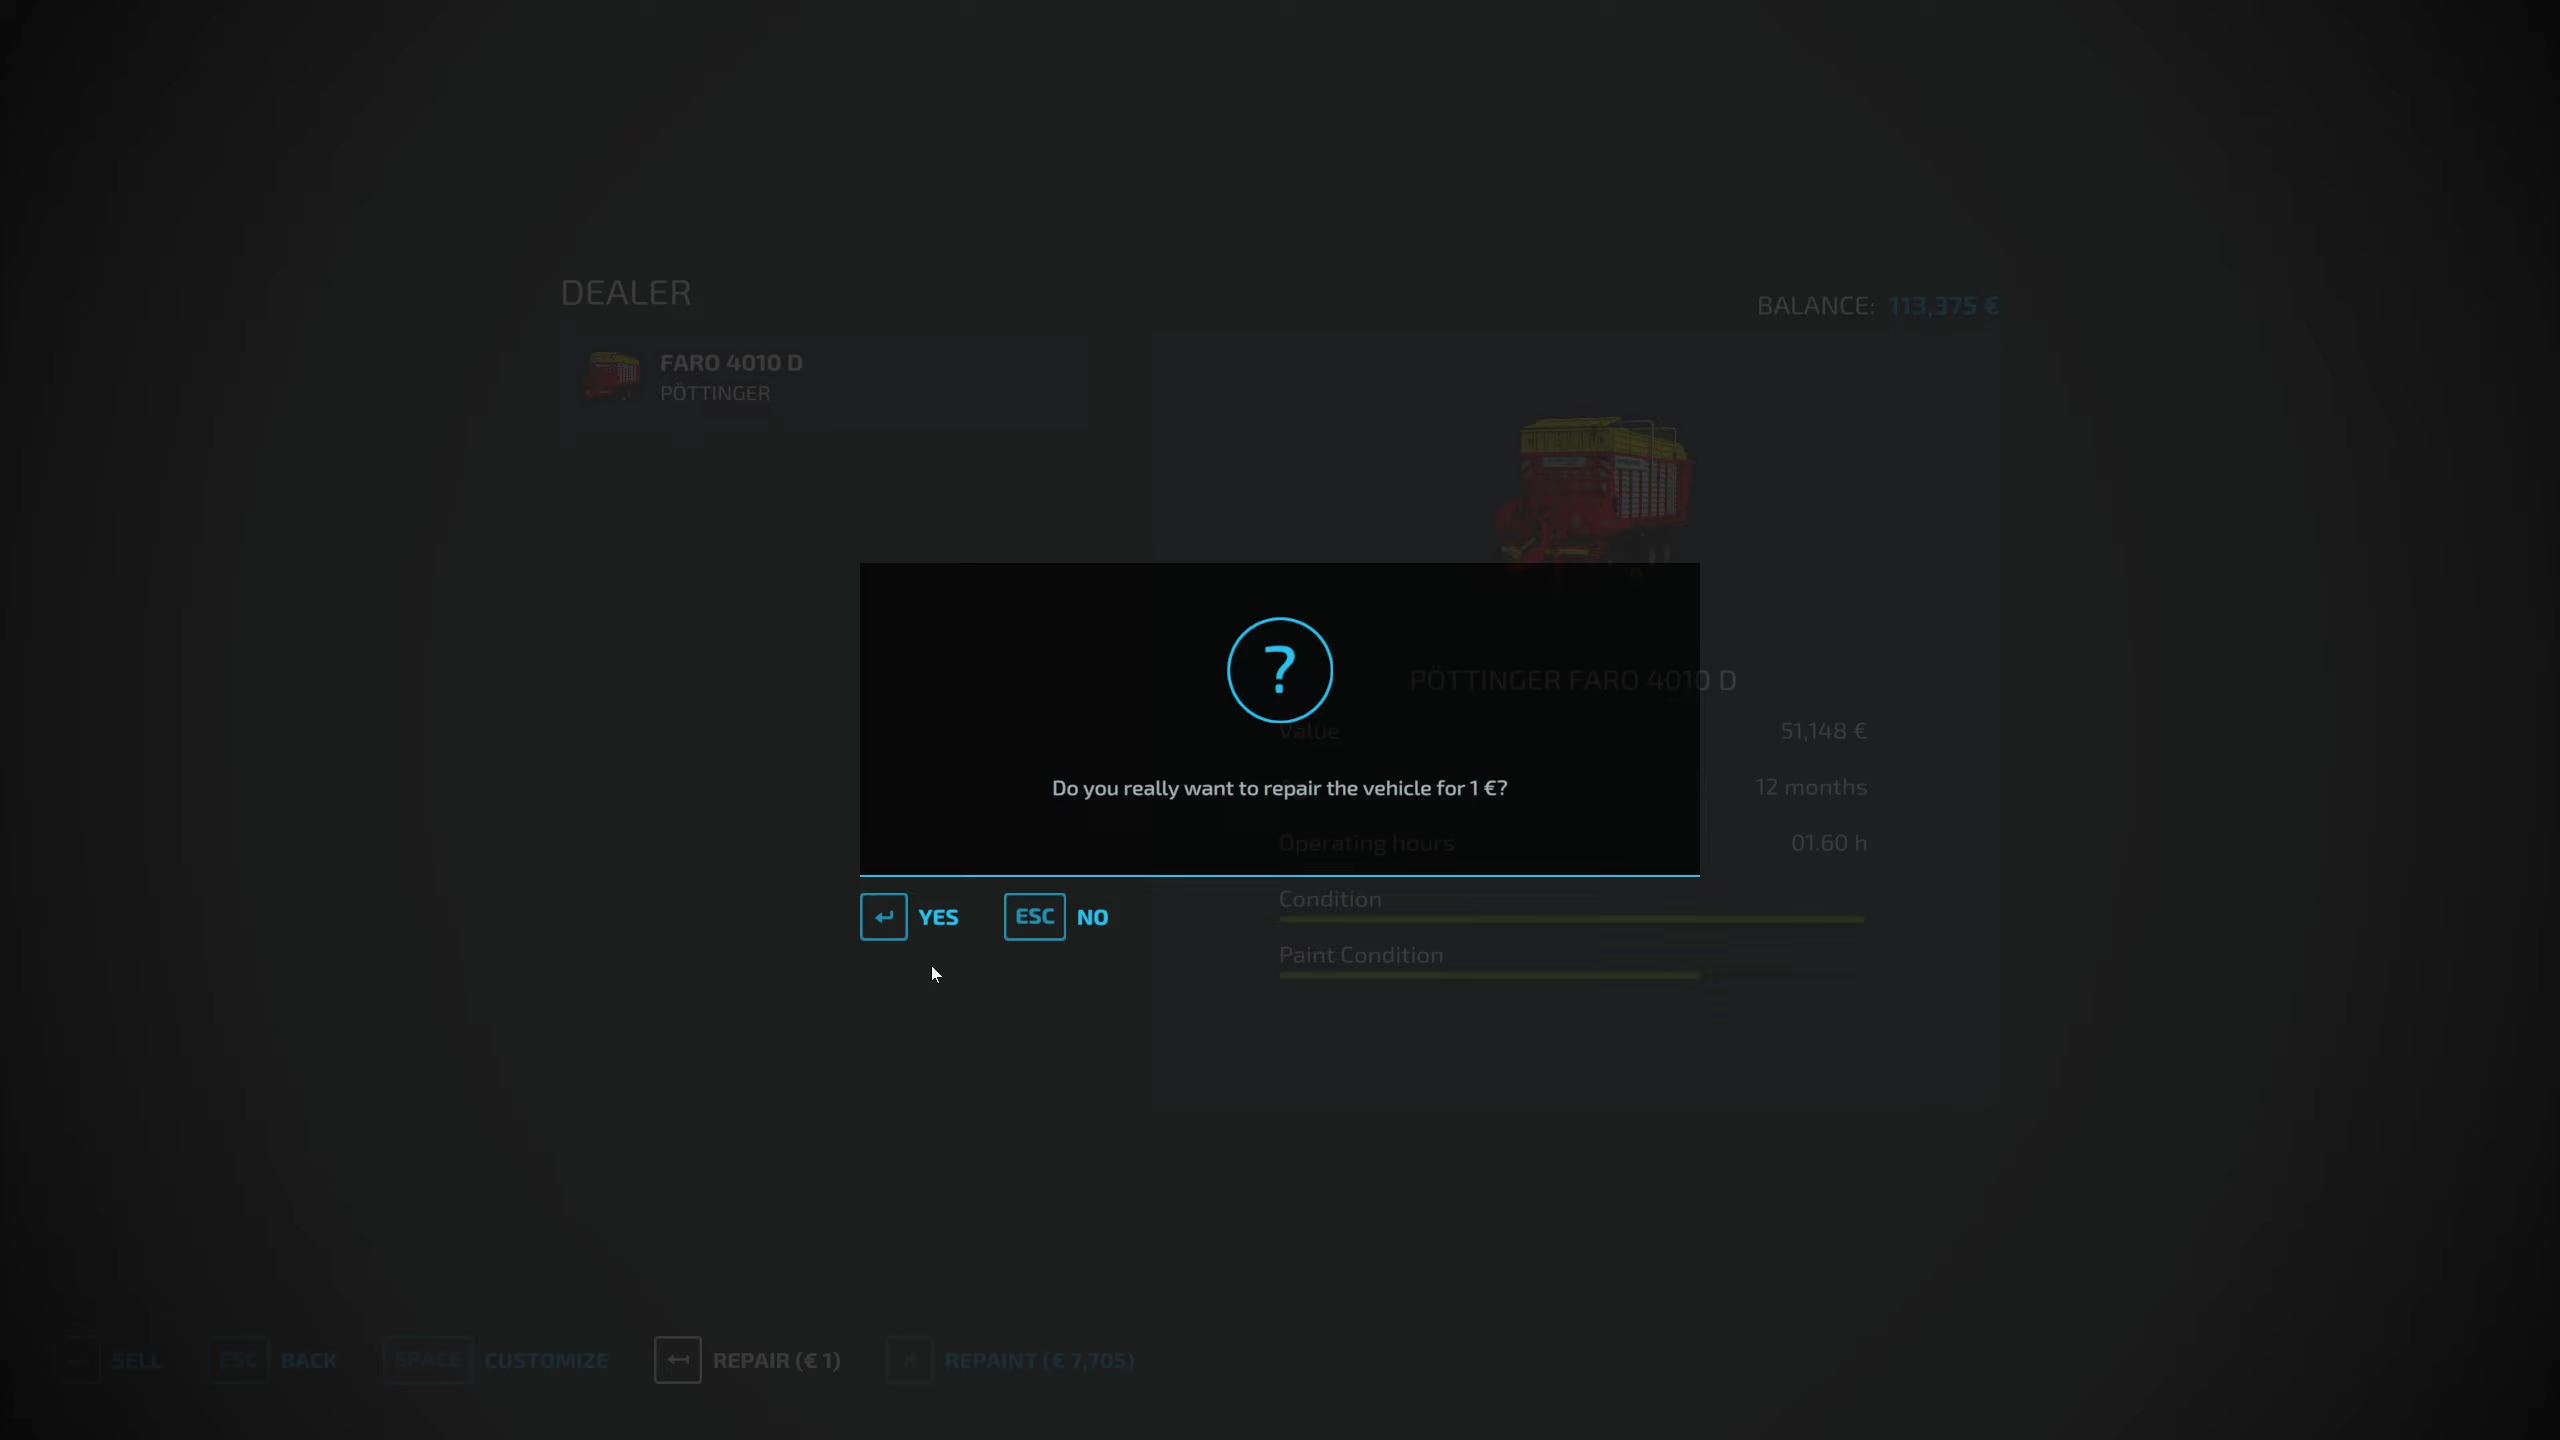 DEALER
BALANCE: 113,375 €
FARO 4010 D
PÖTTINGER
?
PÖTTINGER FARO 4010 D
Value 51,148 €
Do you really want to repair the vehicle for 1 €?
12 months
Operating hours 01.60 h
Condition
YES ESC NO
Paint Condition
SELL ESC BACK SPACE CUSTOMIZE REPAIR (€ 1) X REPAINT (€ 7,705)